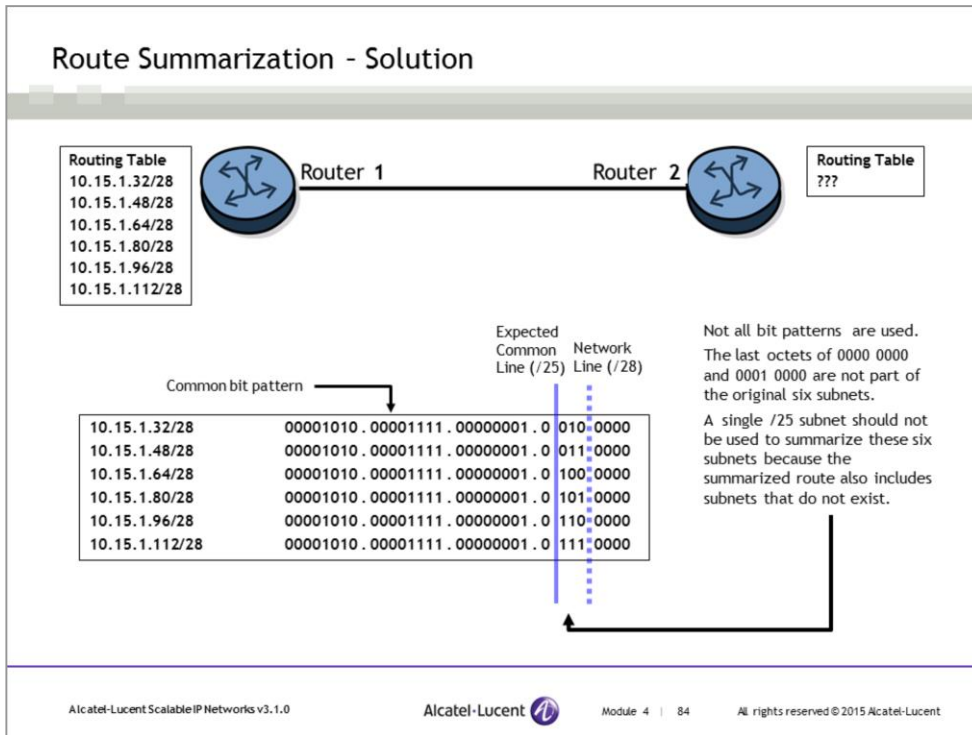 Route Summarization – Solution
Routing Table
10.15.1.32/28
10.15.1.48/28
10.15.1.64/28
10.15.1.80/28
10.15.1.96/28
10.15.1.112/28
Router 1
Router 2
Routing Table
???
Common bit pattern
Expected
Common
Line (/25)
Network
Line (/28)
Not all bit patterns are used.
The last octets of 0000 0000
and 0001 0000 are not part of
the original six subnets.
A single /25 subnet should not
be used to summarize these six
subnets because the
summarized route also includes
subnets that do not exist.
10.15.1.32/28 00001010.00001111.00000001.0 010 0000
10.15.1.48/28 00001010.00001111.00000001.0 011 0000
10.15.1.64/28 00001010.00001111.00000001.0 100 0000
10.15.1.80/28 00001010.00001111.00000001.0 101 0000
10.15.1.96/28 00001010.00001111.00000001.0 110 0000
10.15.1.112/28 00001010.00001111.00000001.0 111 0000
Alcatel-Lucent Scalable IP Networks v3.1.0
Alcatel·Lucent
Module 4 | 84
All rights reserved © 2015 Alcatel-Lucent